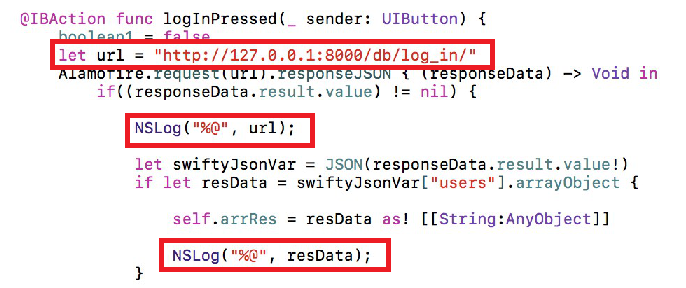 @IBAction func logInPressed(_ sender: UIButton) {
boolean1 = false
let url = "http://127.0.0.1:8000/db/log_in/"
Alamofire.request(url).responseJSON { (responseData) -> Void in
if((responseData.result.value) != nil) {
NSLog("%@", url);
let swiftyJsonVar = JSON(responseData.result.value!)
if let resData = swiftyJsonVar["users"].arrayObject {
self.arrRes = resData as! [[String:AnyObject]]
NSLog("%@", resData);
}